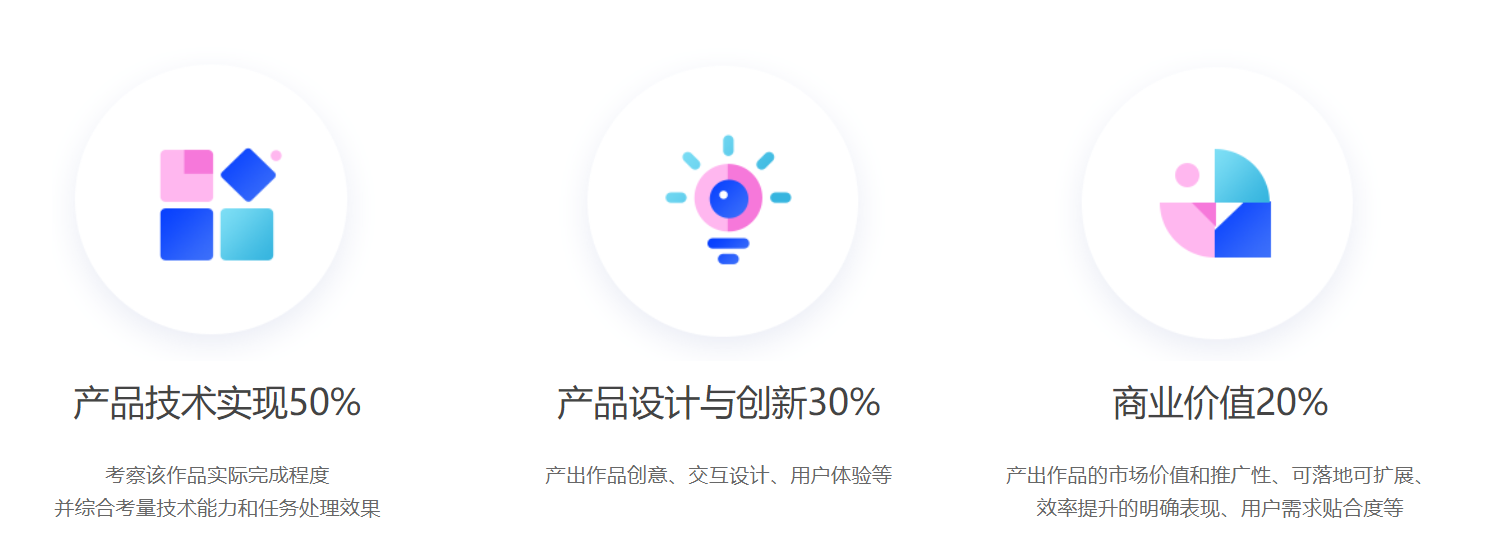 产品技术实现50%
考察该作品实际完成程度
并综合考量技术能力和任务处理效果
产品设计与创新30%
产出作品创意、交互设计、用户体验等
商业价值20%
产出作品的市场价值和推广性、可落地可扩展、
效率提升的明确表现、用户需求贴合度等